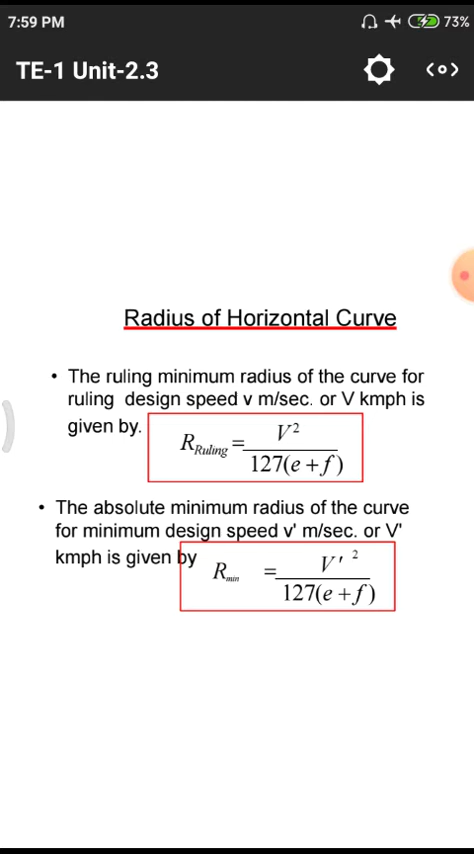 7:59 PM
73%
TE-1 Unit-2.3
Radius of Horizontal Curve
• The ruling minimum radius of the curve for
ruling design speed v m/sec. or V kmph is
given by.
R_Ruling = V² / 127(e + f)
• The absolute minimum radius of the curve
for minimum design speed v' m/sec. or V'
kmph is given by
R_min = V'² / 127(e + f)